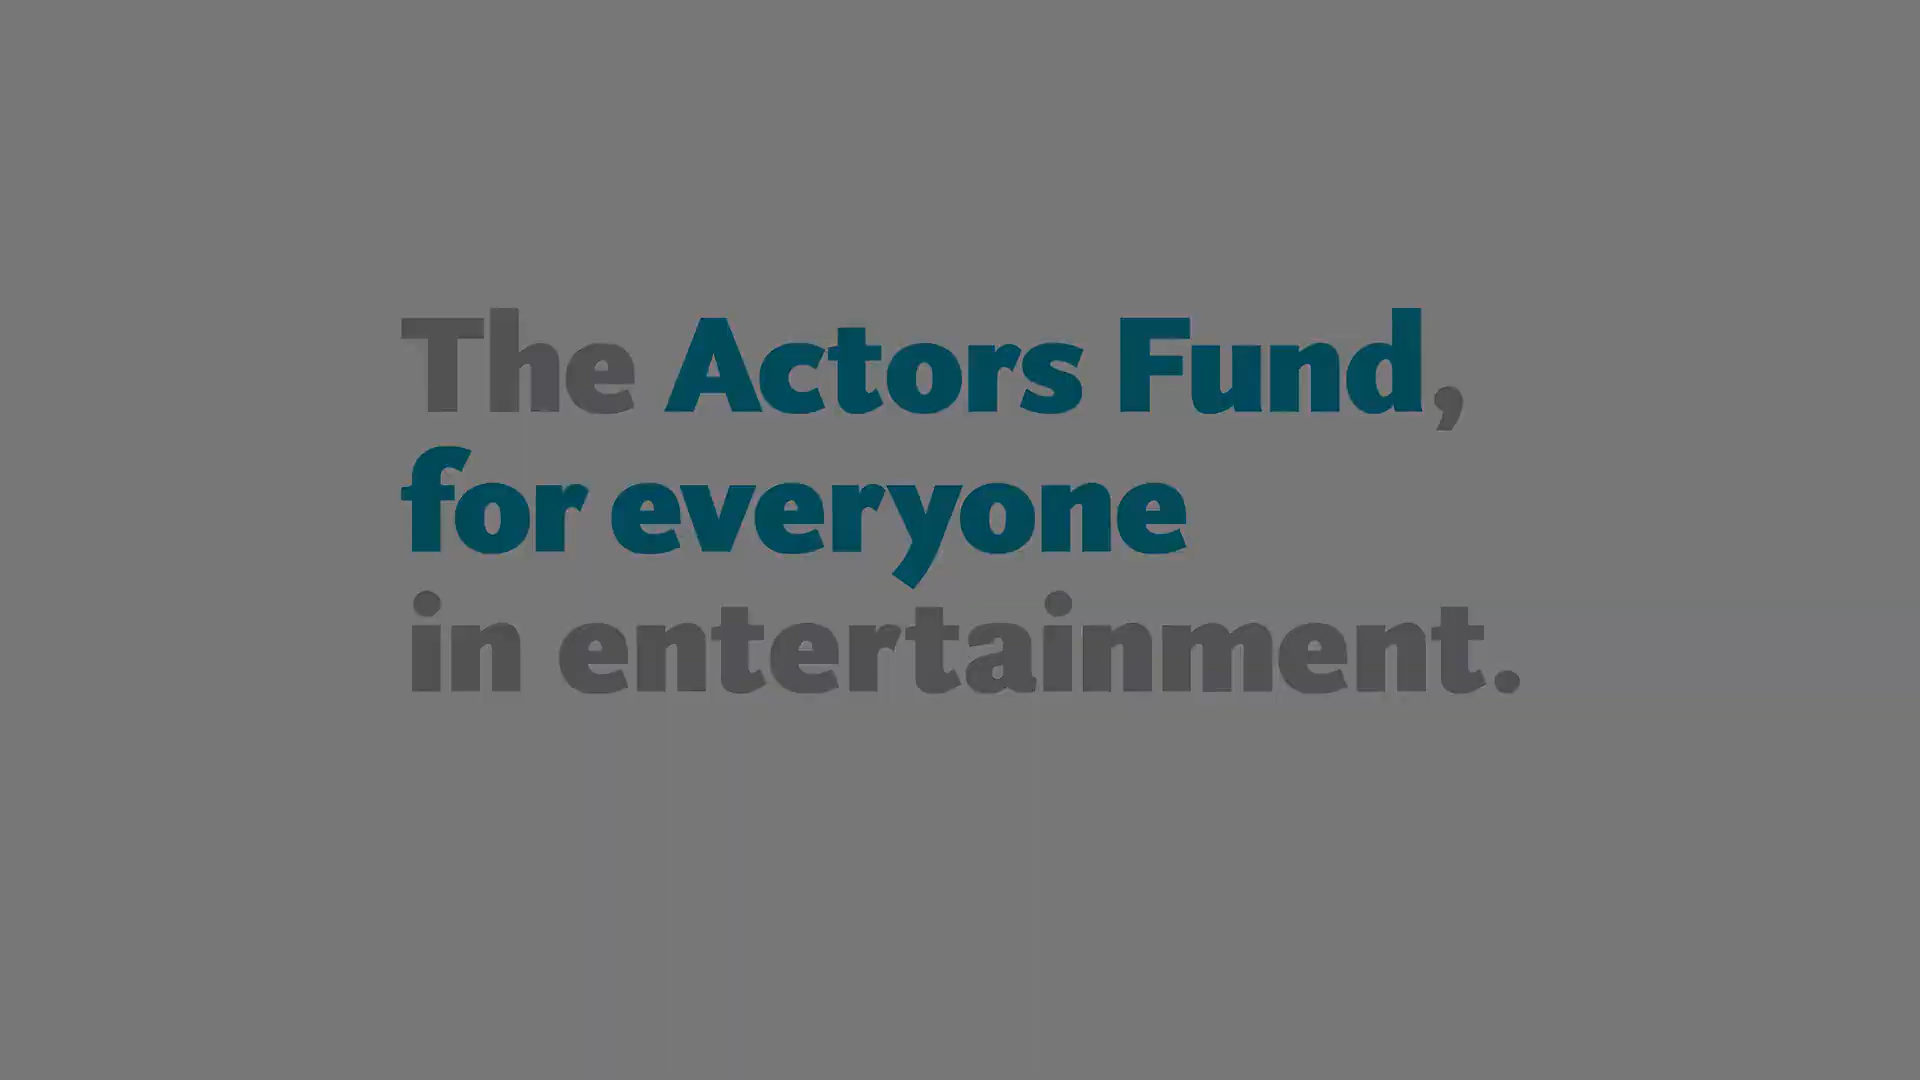 The Actors Fund,
for everyone
in entertainment.